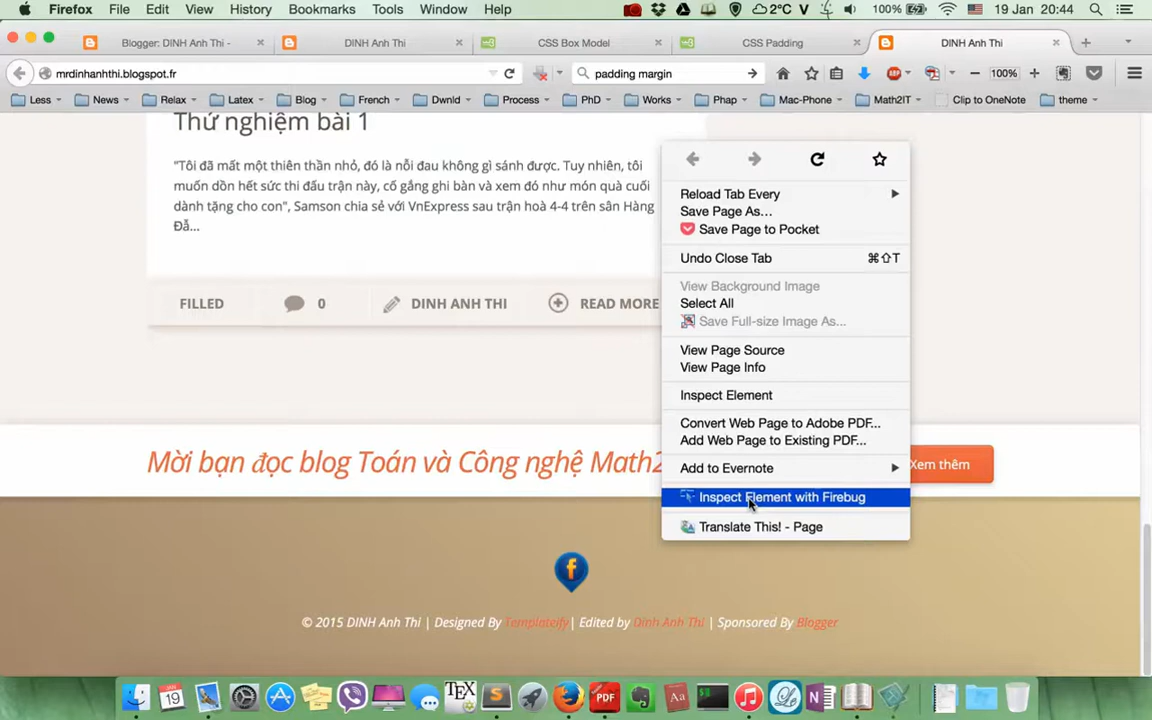 Firefox File Edit View History Bookmarks Tools Window Help 2°C V 100% 19 Jan 20:44
Blogger: DINH Anh Thi - DINH Anh Thi CSS Box Model CSS Padding DINH Anh Thi
mrdinhanhthi.blogspot.fr padding margin 100%
Less News Relax Latex Blog French Dwnld Process PhD Works Phap Mac-Phone Math2IT Clip to OneNote theme
Thứ nghiệm bài 1
"Tôi đã mất một thiên thần nhỏ, đó là nỗi đau không gì sánh được. Tuy nhiên, tôi
muốn dồn hết sức thi đấu trận này, cố gắng ghi bàn và xem đó như món quà cuối
dành tặng cho con", Samson chia sẻ với VnExpress sau trận hoà 4-4 trên sân Hàng
Đẫ...
FILLED 0 DINH ANH THI READ MORE
Reload Tab Every
Save Page As...
Save Page to Pocket
Undo Close Tab ⌘⇧T
View Background Image
Select All
Save Full-size Image As...
View Page Source
View Page Info
Inspect Element
Convert Web Page to Adobe PDF...
Add Web Page to Existing PDF...
Add to Evernote
Inspect Element with Firebug
Translate This! - Page
Mời bạn đọc blog Toán và Công nghệ Math2 Xem thêm
© 2015 DINH Anh Thi | Designed By Templateify | Edited by Dinh Anh Thi | Sponsored By Blogger
JAN
19
TEX
PDF
Aa